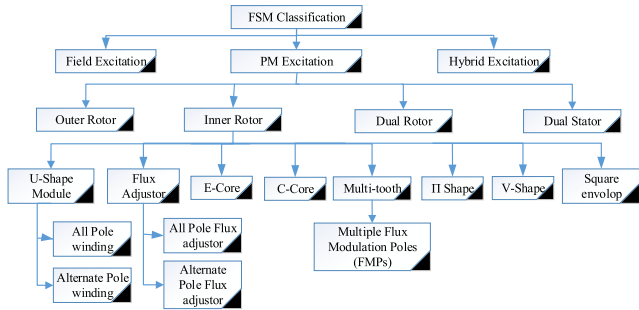 FSM Classification
Field Excitation
PM Excitation
Hybrid Excitation
Outer Rotor
Inner Rotor
Dual Rotor
Dual Stator
U-Shape
Module
Flux
Adjustor
E-Core
C-Core
Multi-tooth
Π Shape
V-Shape
Square
envolop
All Pole
winding
All Pole Flux
adjustor
Multiple Flux
Modulation Poles
(FMPs)
Alternate Pole
winding
Alternate
Pole Flux
adjustor